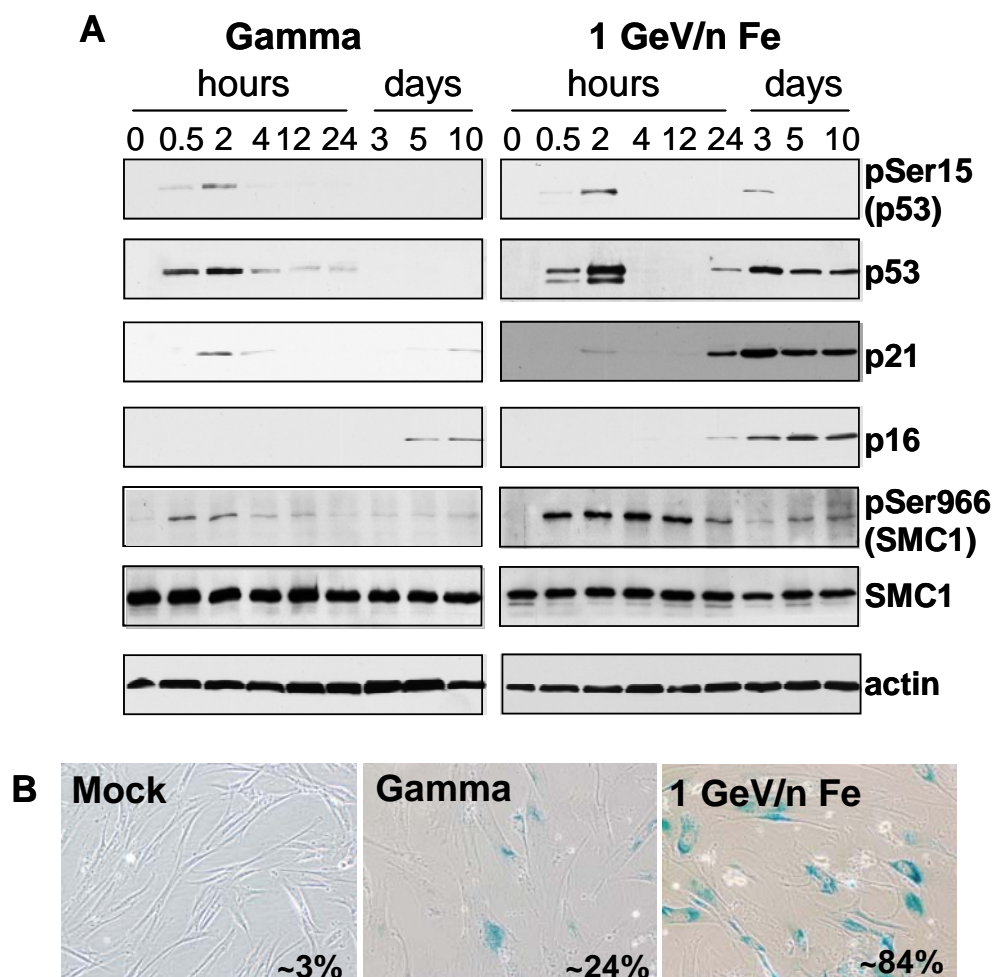 A
Gamma 1 GeV/n Fe
hours days hours days
0 0.5 2 4 12 24 3 5 10 0 0.5 2 4 12 24 3 5 10
pSer15
(p53)
p53
p21
p16
pSer966
(SMC1)
SMC1
actin
B Mock Gamma 1 GeV/n Fe
~3% ~24% ~84%